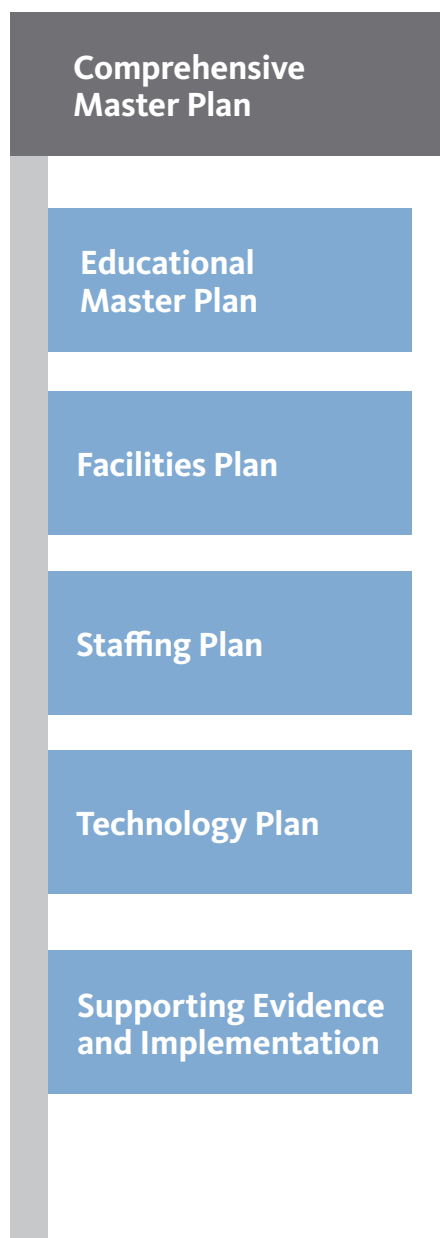 Comprehensive
Master Plan
Educational
Master Plan
Facilities Plan
Staffing Plan
Technology Plan
Supporting Evidence
and Implementation